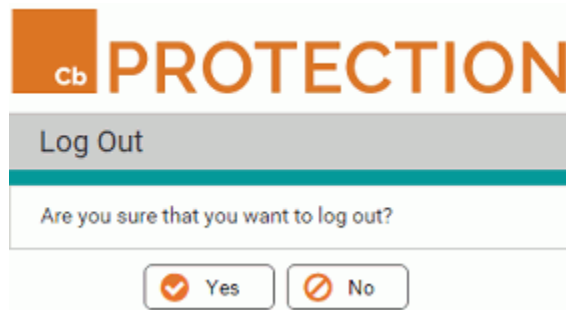 Cb PROTECTION
Log Out
Are you sure that you want to log out?
Yes No